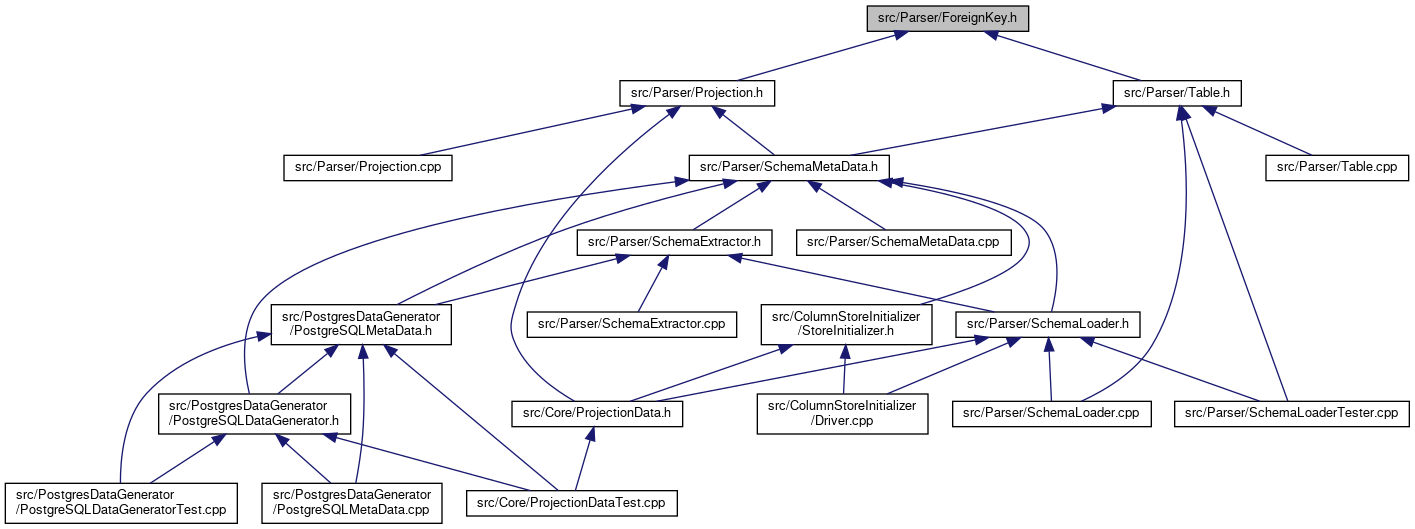 src/Parser/ForeignKey.h
src/Parser/Projection.h
src/Parser/Table.h
src/Parser/Projection.cpp
src/Parser/SchemaMetaData.h
src/Parser/Table.cpp
src/Parser/SchemaExtractor.h
src/Parser/SchemaMetaData.cpp
src/PostgresDataGenerator
/PostgreSQLMetaData.h
src/Parser/SchemaExtractor.cpp
src/ColumnStoreInitializer
/StoreInitializer.h
src/Parser/SchemaLoader.h
src/PostgresDataGenerator
/PostgreSQLDataGenerator.h
src/Core/ProjectionData.h
src/ColumnStoreInitializer
/Driver.cpp
src/Parser/SchemaLoader.cpp
src/Parser/SchemaLoaderTester.cpp
src/PostgresDataGenerator
/PostgreSQLDataGeneratorTest.cpp
src/PostgresDataGenerator
/PostgreSQLMetaData.cpp
src/Core/ProjectionDataTest.cpp